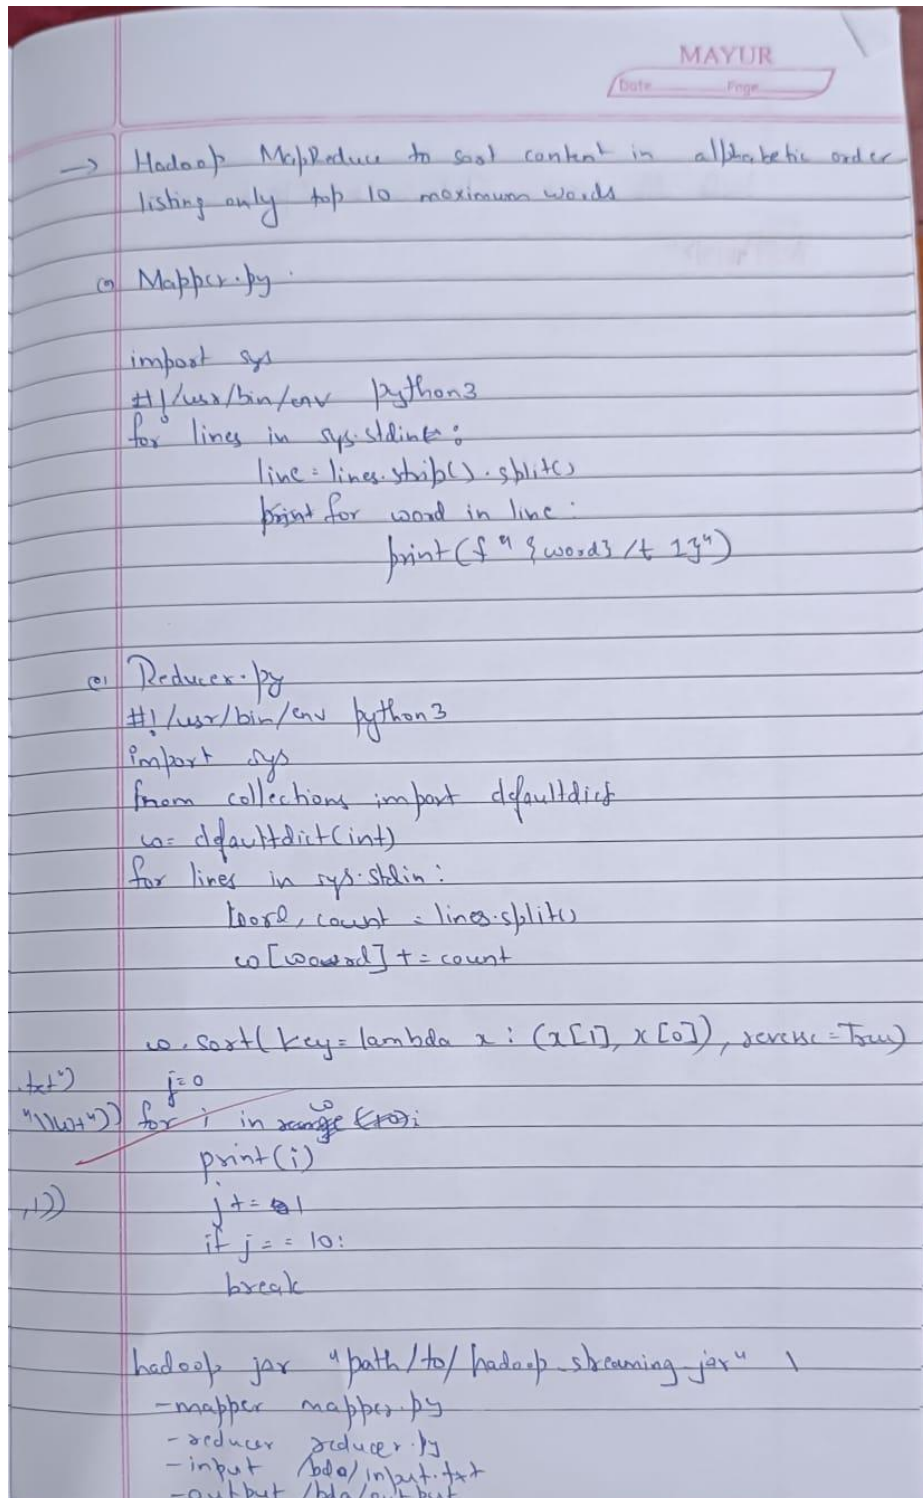 MAYUR
Date Page
→ Hadoop MapReduce to sort content in alphabetic order
listing only top 10 maximum words
Mapper.py
import sys
#!/usr/bin/env python3
for lines in sys.stdin:
line = lines.strip().split()
for word in line:
print(f"{word} /t 1}")
Reducer.py
#!/usr/bin/env python3
import sys
from collections import defaultdict
w= defaultdict(int)
for lines in sys.stdin:
word, count = lines.split()
w[word] += count
w.sort(key=lambda x: (x[1], x[0]), reverse=True)
.txt") j=0
"\\w+")) for i in w:
print(i)
,1)) j+=1
if j==10:
break
hadoop jar "path/to/hadoop-streaming-jar" \
-mapper mapper.py
-reducer reducer.py
-input /bda/input.txt
-output /bda/output